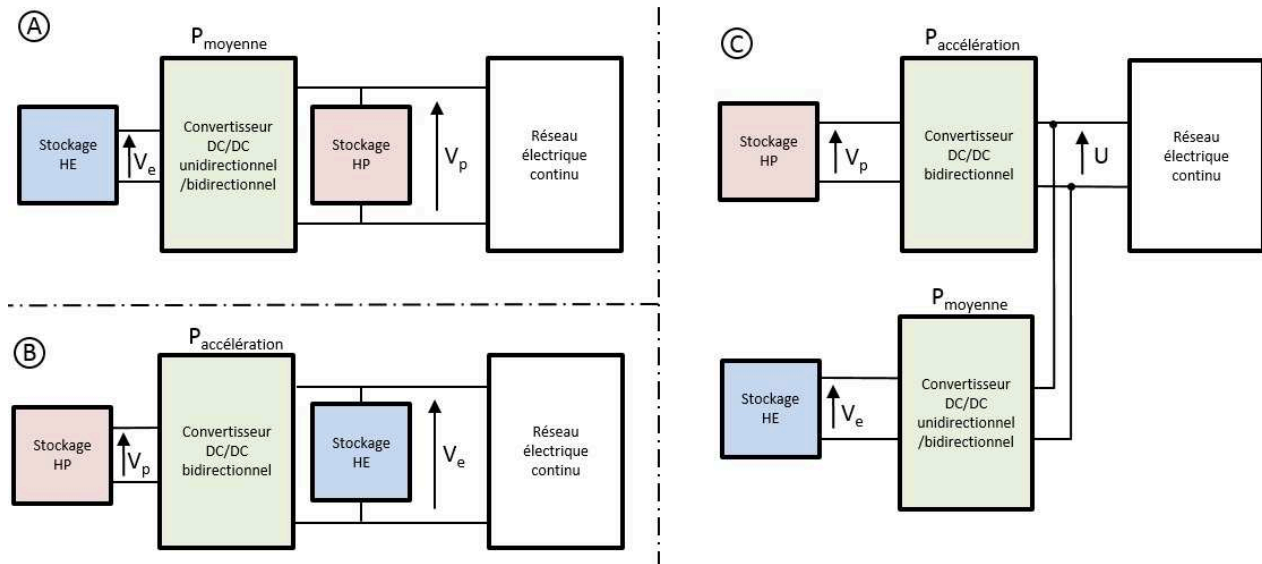 A
P moyenne
Stockage
HE
V e
Convertisseur
DC/DC
unidirectionnel
/bidirectionnel
Stockage
HP
V p
Réseau
électrique
continu
B
P accélération
Stockage
HP
V p
Convertisseur
DC/DC
bidirectionnel
Stockage
HE
V e
Réseau
électrique
continu
C
P accélération
Stockage
HP
V p
Convertisseur
DC/DC
bidirectionnel
U
Réseau
électrique
continu
P moyenne
Stockage
HE
V e
Convertisseur
DC/DC
unidirectionnel
/bidirectionnel